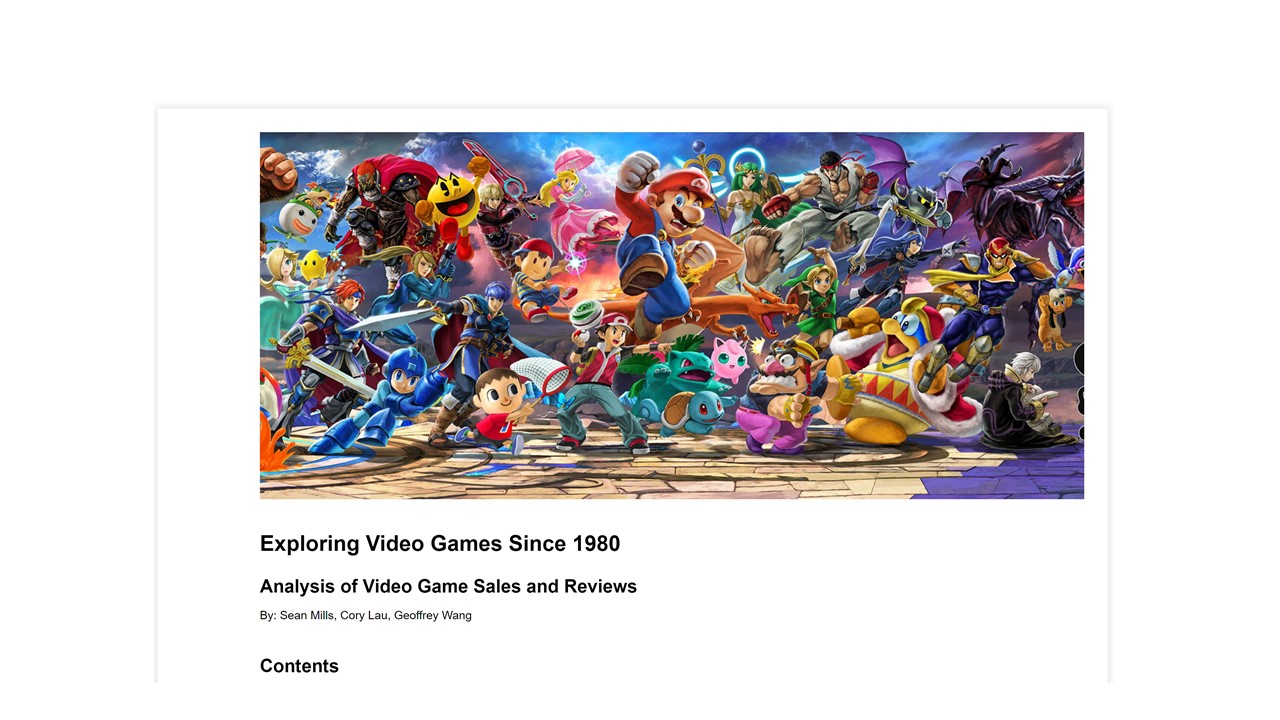 Exploring Video Games Since 1980
Analysis of Video Game Sales and Reviews
By: Sean Mills, Cory Lau, Geoffrey Wang
Contents